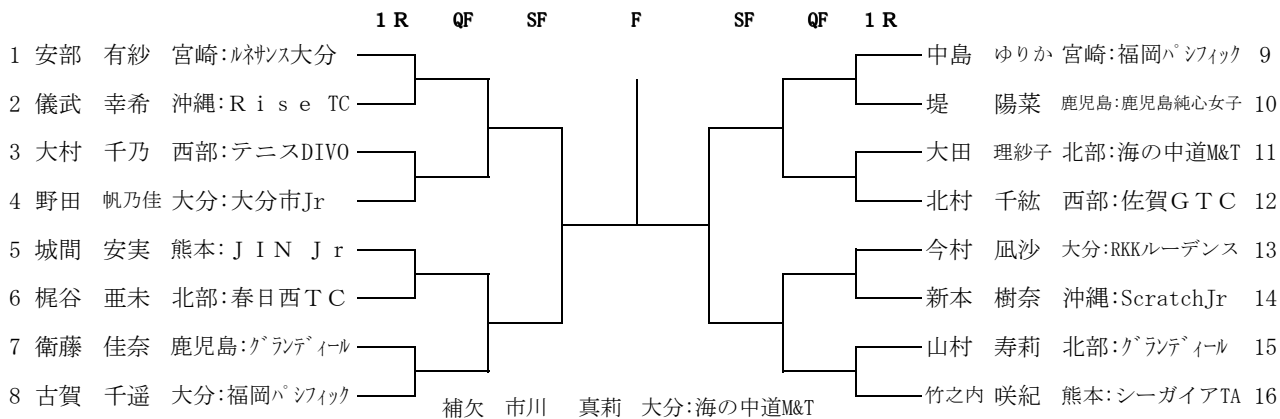 1 R QF SF F SF QF 1 R
1 安部 有紗 宮崎:ﾙﾈｻﾝｽ大分
2 儀武 幸希 沖縄:Ｒｉｓｅ TC
3 大村 千乃 西部:テニスDIVO
4 野田 帆乃佳 大分:大分市Jr
5 城間 安実 熊本:ＪＩＮ Ｊｒ
6 梶谷 亜未 北部:春日西ＴＣ
7 衛藤 佳奈 鹿児島:ｸﾞﾗﾝﾃﾞｨｰﾙ
8 古賀 千遥 大分:福岡ﾊﾟｼﾌｨｯｸ
中島 ゆりか 宮崎:福岡ﾊﾟｼﾌｨｯｸ 9
堤 陽菜 鹿児島:鹿児島純心女子 10
大田 理紗子 北部:海の中道M&T 11
北村 千紘 西部:佐賀ＧＴＣ 12
今村 凪沙 大分:RKKルーデンス 13
新本 樹奈 沖縄:ScratchJr 14
山村 寿莉 北部:ｸﾞﾗﾝﾃﾞｨｰﾙ 15
竹之内 咲紀 熊本:シーガイアTA 16
補欠 市川 真莉 大分:海の中道M&T